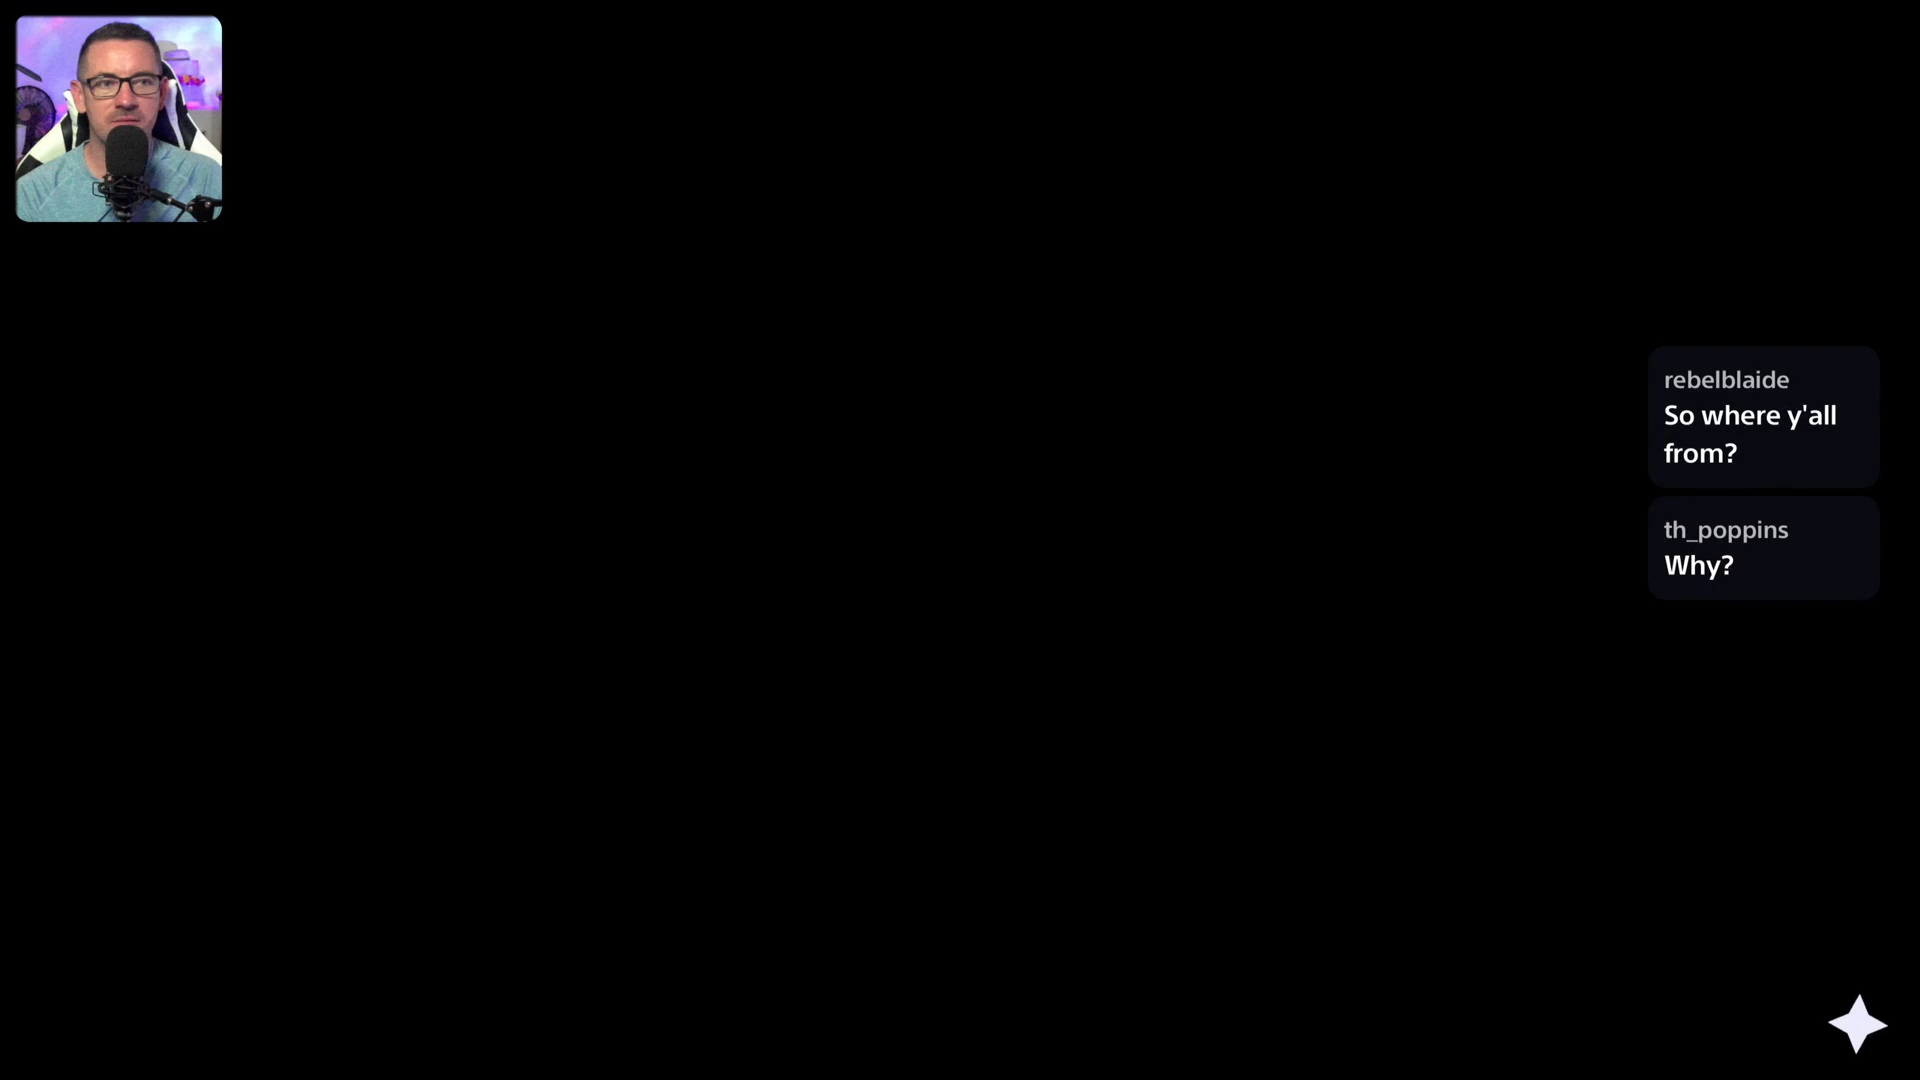 rebelblaide
So where y'all
from?
th_poppins
Why?